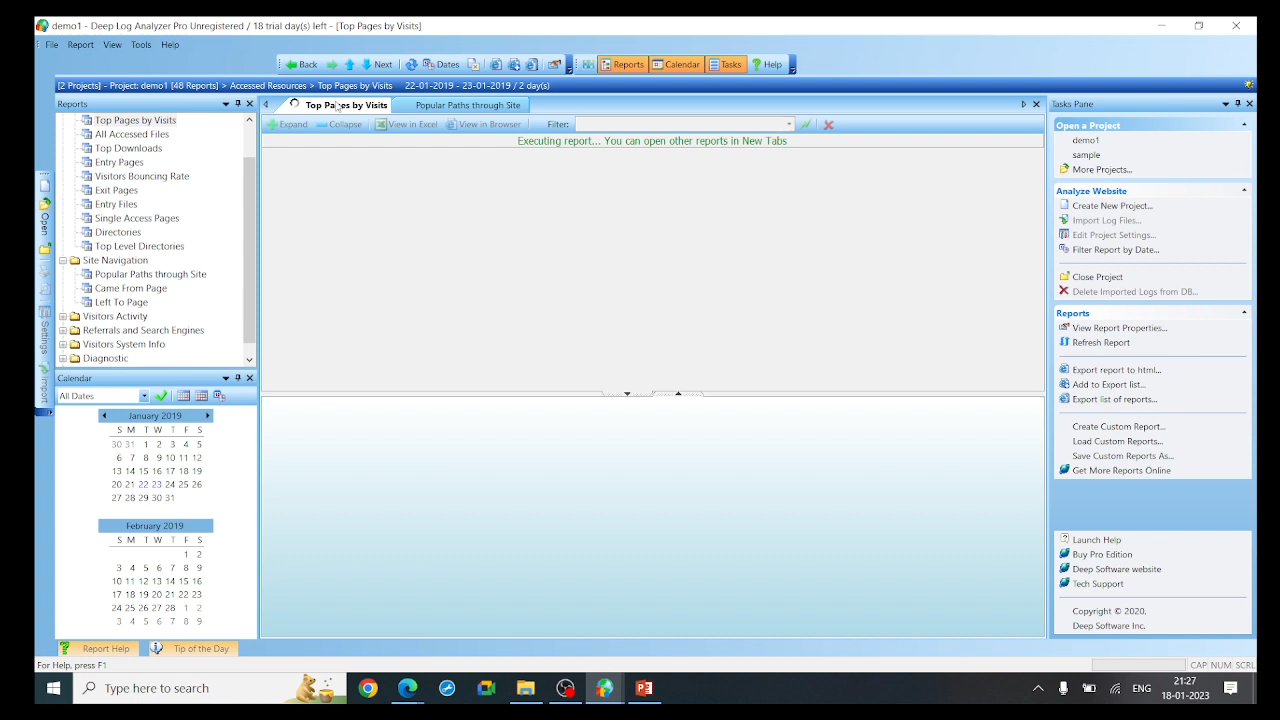 demo1 - Deep Log Analyzer Pro Unregistered / 18 trial day(s) left - [Top Pages by Visits]
File Report View Tools Help
Back Next Dates Reports Calendar Tasks Help
[2 Projects] - Project: demo1 [48 Reports] > Accessed Resources > Top Pages by Visits 22-01-2019 - 23-01-2019 / 2 day(s)
Reports
Top Pages by Visits
All Accessed Files
Top Downloads
Entry Pages
Visitors Bouncing Rate
Exit Pages
Entry Files
Single Access Pages
Directories
Top Level Directories
Site Navigation
Popular Paths through Site
Came From Page
Left To Page
Visitors Activity
Referrals and Search Engines
Visitors System Info
Diagnostic
Open
Settings
Import
Calendar
All Dates
January 2019
S M T W T F S
30 31 1 2 3 4 5
6 7 8 9 10 11 12
13 14 15 16 17 18 19
20 21 22 23 24 25 26
27 28 29 30 31
February 2019
S M T W T F S
1 2
3 4 5 6 7 8 9
10 11 12 13 14 15 16
17 18 19 20 21 22 23
24 25 26 27 28 1 2
3 4 5 6 7 8 9
Report Help Tip of the Day
Top Pages by Visits Popular Paths through Site
Expand Collapse View in Excel View in Browser Filter:
Executing report... You can open other reports in New Tabs
Tasks Pane
Open a Project
demo1
sample
More Projects...
Analyze Website
Create New Project...
Import Log Files...
Edit Project Settings...
Filter Report by Date...
Close Project
Delete Imported Logs from DB...
Reports
View Report Properties...
Refresh Report
Export report to html...
Add to Export list...
Export list of reports...
Create Custom Report...
Load Custom Reports...
Save Custom Reports As...
Get More Reports Online
Launch Help
Buy Pro Edition
Deep Software website
Tech Support
Copyright © 2020,
Deep Software Inc.
For Help, press F1
CAP NUM SCRL
Type here to search
ENG
21:27
18-01-2023